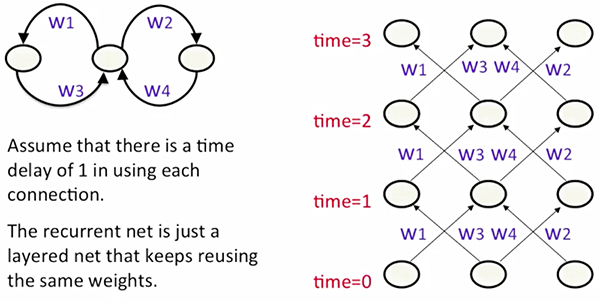 W1 W2
W3 W4
Assume that there is a time
delay of 1 in using each
connection.
The recurrent net is just a
layered net that keeps reusing
the same weights.
time=3
W1 W3 W4 W2
time=2
W1 W3 W4 W2
time=1
W1 W3 W4 W2
time=0